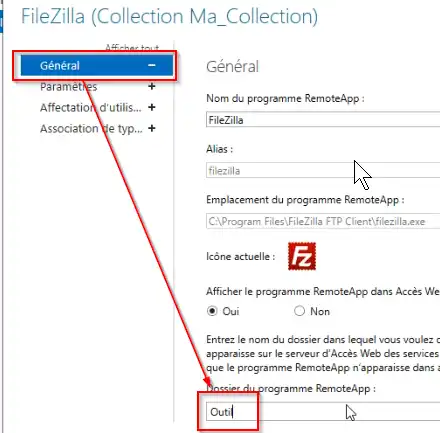 FileZilla (Collection Ma_Collection)
Afficher tout
Général –
Paramètres +
Affectation d'utilis... +
Association de typ... +
Général
Nom du programme RemoteApp :
FileZilla
Alias :
filezilla
Emplacement du programme RemoteApp :
C:\Program Files\FileZilla FTP Client\filezilla.exe
Icône actuelle :
Fz
Afficher le programme RemoteApp dans Accès We
Oui Non
Entrez le nom du dossier dans lequel vous voulez
apparaisse sur le serveur d'Accès Web des services
que le programme RemoteApp n'apparaisse dans
Dossier du programme RemoteApp :
Outil